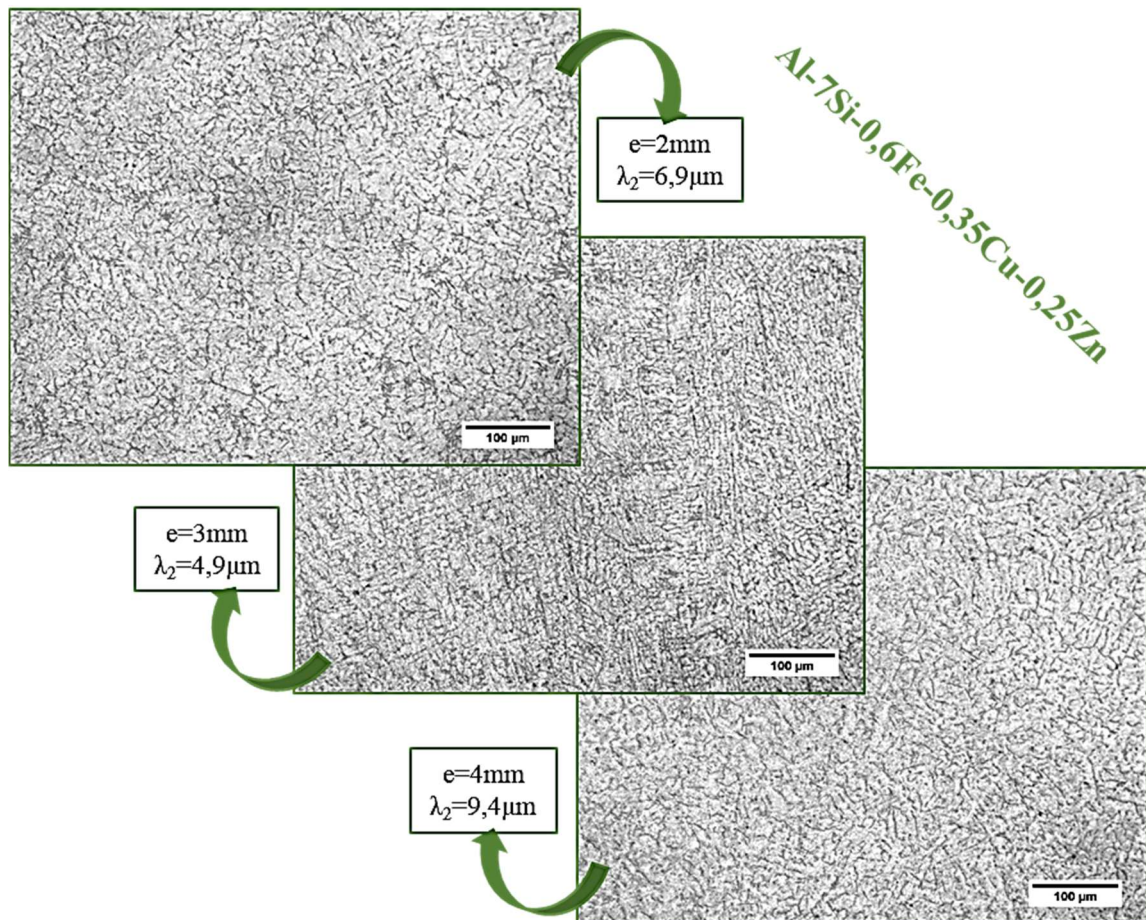 Al-7Si-0,6Fe-0,35Cu-0,25Zn
e=2mm
λ₂=6,9µm
100 µm
e=3mm
λ₂=4,9µm
100 µm
e=4mm
λ₂=9,4µm
100 µm